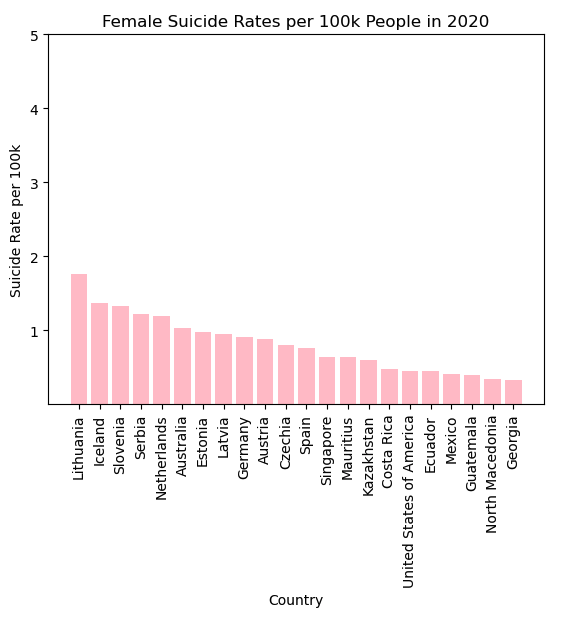 Female Suicide Rates per 100k People in 2020
5
4
3
2
1
Suicide Rate per 100k
Lithuania
Iceland
Slovenia
Serbia
Netherlands
Australia
Estonia
Latvia
Germany
Austria
Czechia
Spain
Singapore
Mauritius
Kazakhstan
Costa Rica
United States of America
Ecuador
Mexico
Guatemala
North Macedonia
Georgia
Country